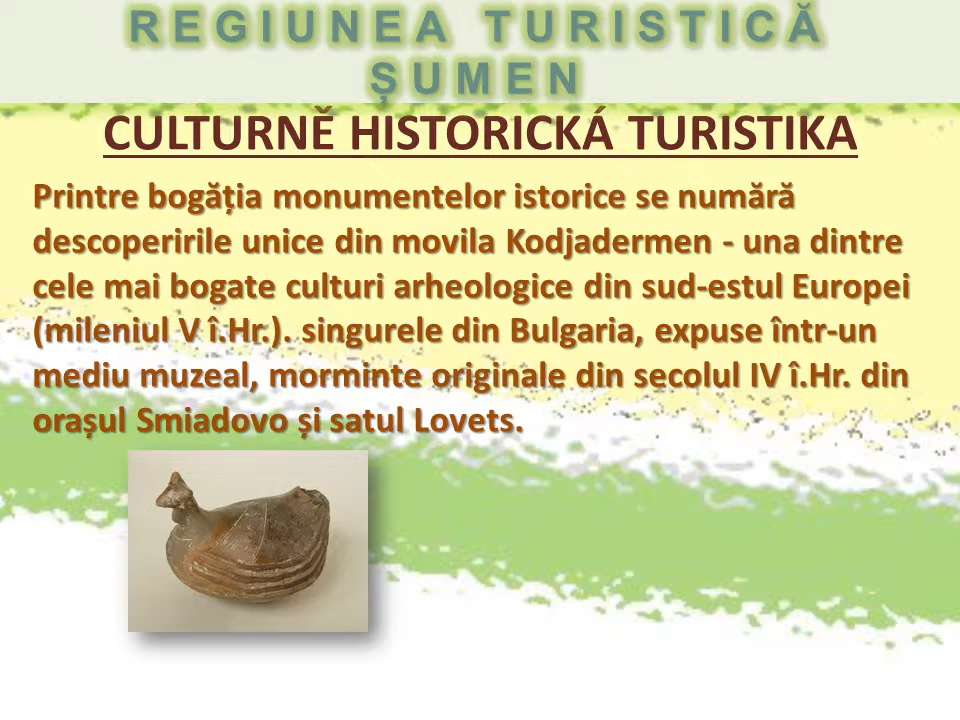 REGIUNEA TURISTICĂ
ȘUMEN
CULTURNĚ HISTORICKÁ TURISTIKA
Printre bogăția monumentelor istorice se numără
descoperirile unice din movila Kodjadermen - una dintre
cele mai bogate culturi arheologice din sud-estul Europei
(mileniul V î.Hr.). singurele din Bulgaria, expuse într-un
mediu muzeal, morminte originale din secolul IV î.Hr. din
orașul Smiadovo și satul Lovets.